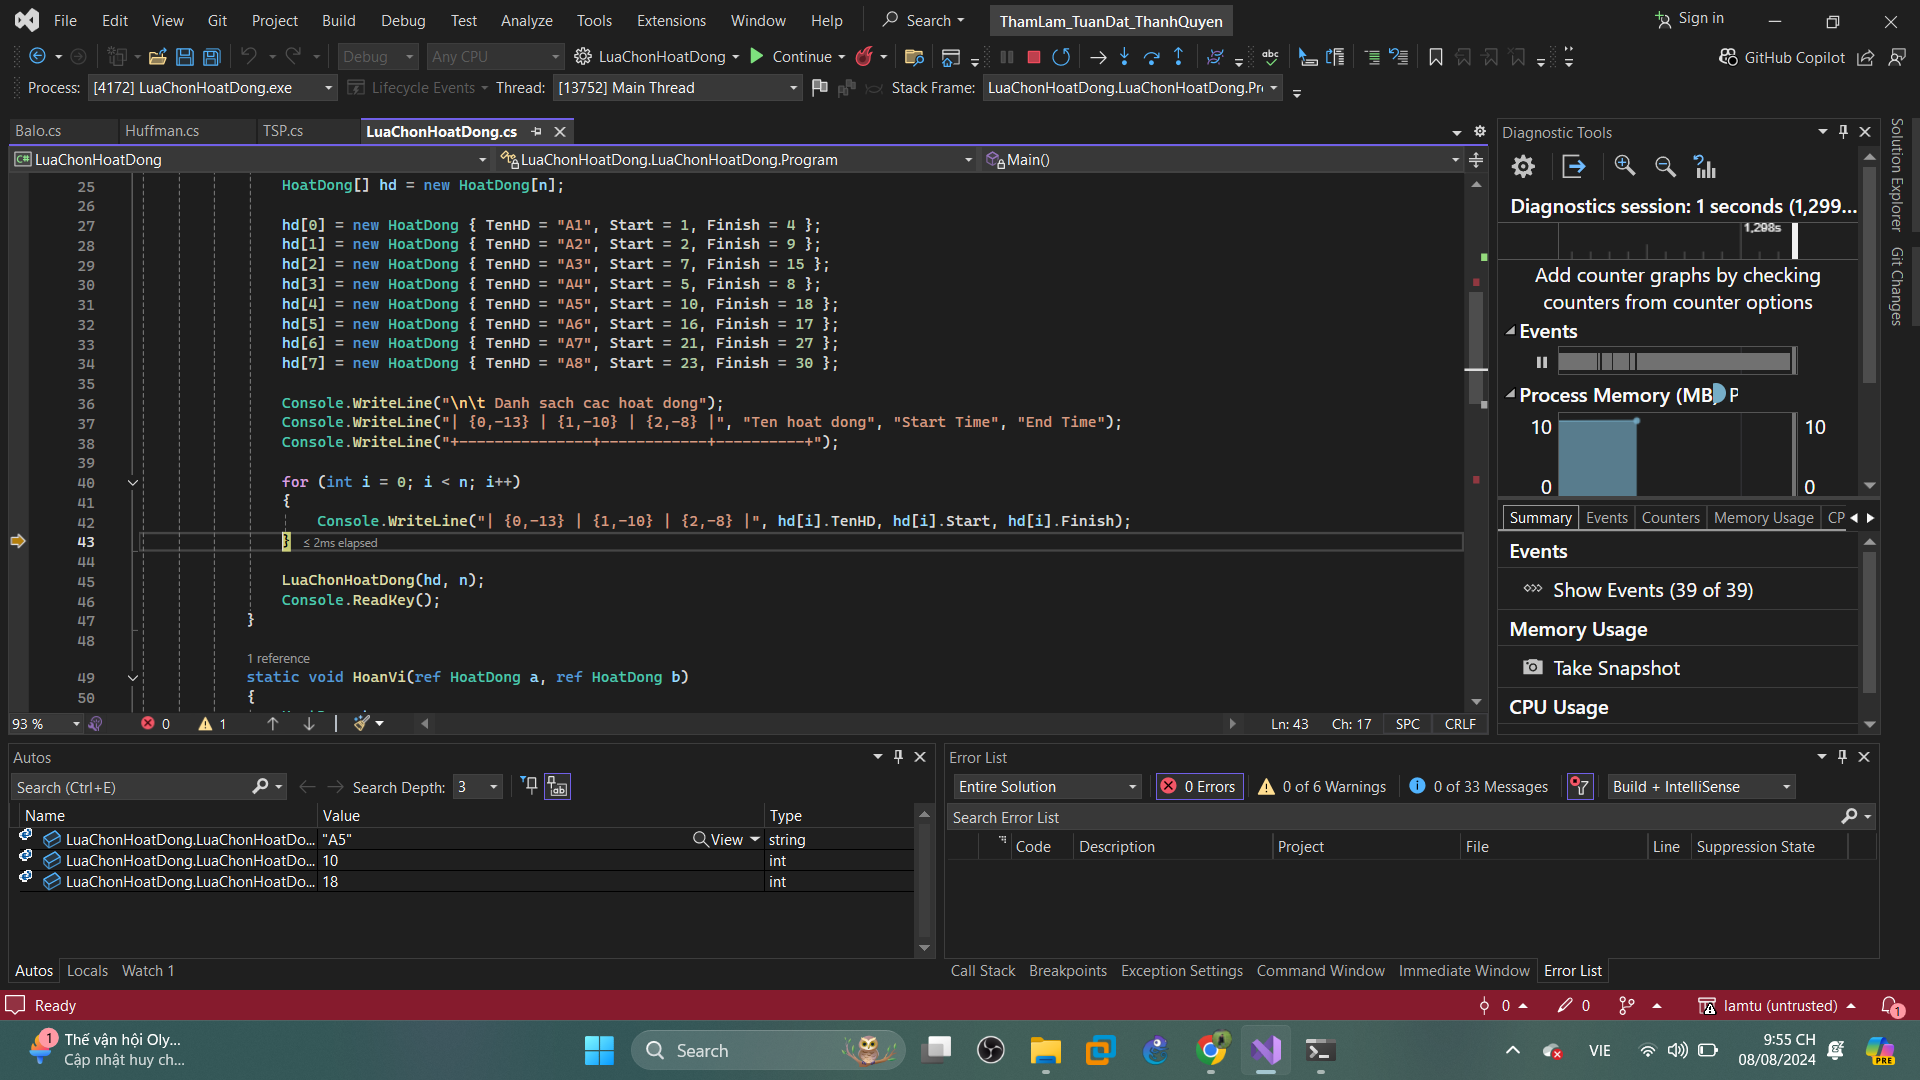 File Edit View Git Project Build Debug Test Analyze Tools Extensions Window Help Search ThamLam_TuanDat_ThanhQuyen Sign in
Debug Any CPU LuaChonHoatDong Continue GitHub Copilot
Process: [4172] LuaChonHoatDong.exe Lifecycle Events Thread: [13752] Main Thread Stack Frame: LuaChonHoatDong.LuaChonHoatDong.Pr
Balo.cs Huffman.cs TSP.cs LuaChonHoatDong.cs
LuaChonHoatDong LuaChonHoatDong.LuaChonHoatDong.Program Main()
25 HoatDong[] hd = new HoatDong[n];
26
27 hd[0] = new HoatDong { TenHD = "A1", Start = 1, Finish = 4 };
28 hd[1] = new HoatDong { TenHD = "A2", Start = 2, Finish = 9 };
29 hd[2] = new HoatDong { TenHD = "A3", Start = 7, Finish = 15 };
30 hd[3] = new HoatDong { TenHD = "A4", Start = 5, Finish = 8 };
31 hd[4] = new HoatDong { TenHD = "A5", Start = 10, Finish = 18 };
32 hd[5] = new HoatDong { TenHD = "A6", Start = 16, Finish = 17 };
33 hd[6] = new HoatDong { TenHD = "A7", Start = 21, Finish = 27 };
34 hd[7] = new HoatDong { TenHD = "A8", Start = 23, Finish = 30 };
35
36 Console.WriteLine("\n\t Danh sach cac hoat dong");
37 Console.WriteLine("| {0,-13} | {1,-10} | {2,-8} |", "Ten hoat dong", "Start Time", "End Time");
38 Console.WriteLine("+---------------+------------+----------+");
39
40 for (int i = 0; i < n; i++)
41 {
42 Console.WriteLine("| {0,-13} | {1,-10} | {2,-8} |", hd[i].TenHD, hd[i].Start, hd[i].Finish);
43 } ≤ 2ms elapsed
44
45 LuaChonHoatDong(hd, n);
46 Console.ReadKey();
47 }
48
1 reference
49 static void HoanVi(ref HoatDong a, ref HoatDong b)
50 {
93 % 0 1 Ln: 43 Ch: 17 SPC CRLF
Diagnostic Tools
Diagnostics session: 1 seconds (1,299...
1,298s
Add counter graphs by checking
counters from counter options
Events
Process Memory (MB) P
10 10
0 0
Summary Events Counters Memory Usage CP
Events
Show Events (39 of 39)
Memory Usage
Take Snapshot
CPU Usage
Solution Explorer
Git Changes
Autos
Search (Ctrl+E) Search Depth: 3
Name Value Type
LuaChonHoatDong.LuaChonHoatDo... "A5" View string
LuaChonHoatDong.LuaChonHoatDo... 10 int
LuaChonHoatDong.LuaChonHoatDo... 18 int
Autos Locals Watch 1
Error List
Entire Solution 0 Errors 0 of 6 Warnings 0 of 33 Messages Build + IntelliSense
Search Error List
Code Description Project File Line Suppression State
Call Stack Breakpoints Exception Settings Command Window Immediate Window Error List
Ready 0 0 lamtu (untrusted) 1
1 Thế vận hội Oly...
Cập nhật huy ch...
Search
VIE
9:55 CH
08/08/2024
PRE